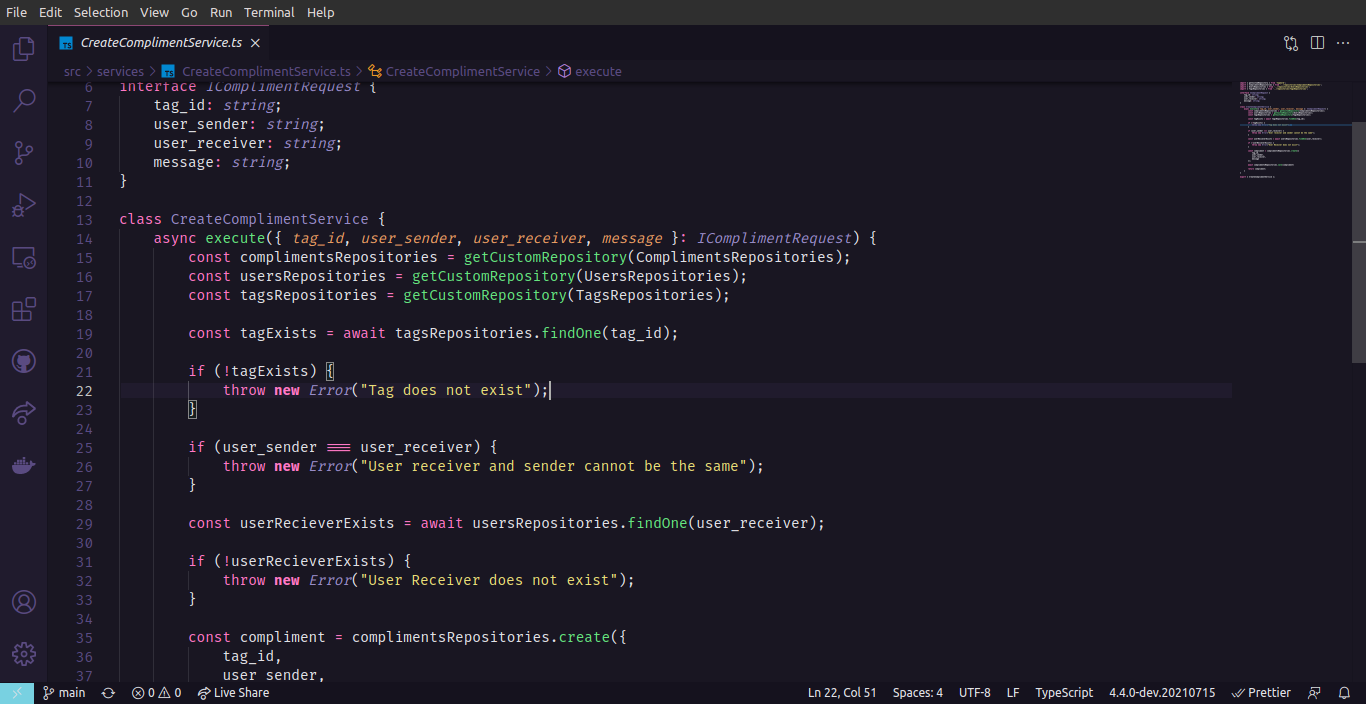 File Edit Selection View Go Run Terminal Help
TS CreateComplimentService.ts
src > services > TS CreateComplimentService.ts > CreateComplimentService > execute
6 interface IComplimentRequest {
7 tag_id: string;
8 user_sender: string;
9 user_receiver: string;
10 message: string;
11 }
12
13 class CreateComplimentService {
14 async execute({ tag_id, user_sender, user_receiver, message }: IComplimentRequest) {
15 const complimentsRepositories = getCustomRepository(ComplimentsRepositories);
16 const usersRepositories = getCustomRepository(UsersRepositories);
17 const tagsRepositories = getCustomRepository(TagsRepositories);
18
19 const tagExists = await tagsRepositories.findOne(tag_id);
20
21 if (!tagExists) {
22 throw new Error("Tag does not exist");
23 }
24
25 if (user_sender === user_receiver) {
26 throw new Error("User receiver and sender cannot be the same");
27 }
28
29 const userRecieverExists = await usersRepositories.findOne(user_receiver);
30
31 if (!userRecieverExists) {
32 throw new Error("User Receiver does not exist");
33 }
34
35 const compliment = complimentsRepositories.create({
36 tag_id,
37 user_sender,
main 0 0 Live Share Ln 22, Col 51 Spaces: 4 UTF-8 LF TypeScript 4.4.0-dev.20210715 Prettier